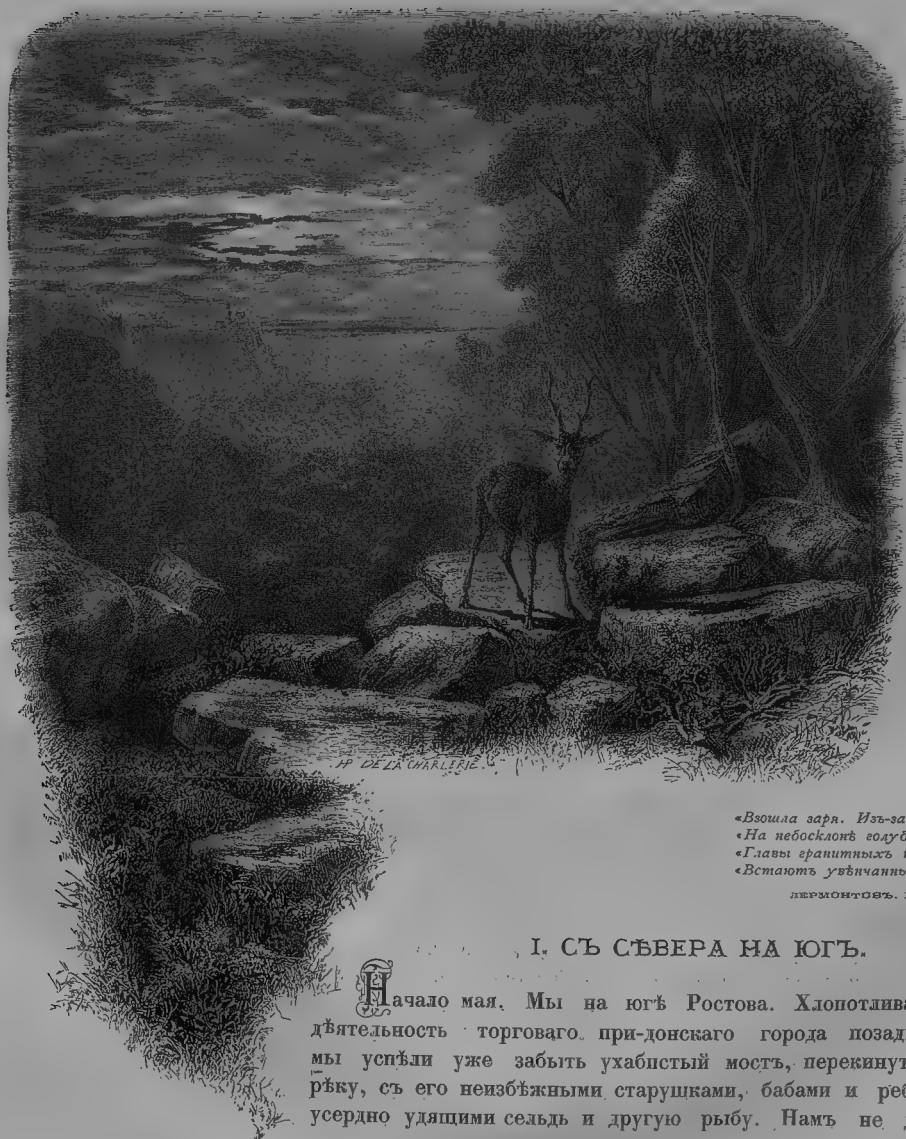 HP DE LA CHARLERIE.
«Взошла заря. Изъ-за
«На небосклонѣ голуб
«Главы гранитныхъ
«Встаютъ увѣнчанны
ЛЕРМОНТОВЪ.
I. СЪ СѢВЕРА НА ЮГЪ.
Начало мая. Мы на югѣ Ростова. Хлопотлива
дѣятельность торговаго при-донскаго города позад
мы успѣли уже забыть ухабистый мостъ, перекинут
рѣку, съ его неизбѣжными старушками, бабами и реб
усердно удящими сельдь и другую рыбу. Намъ не